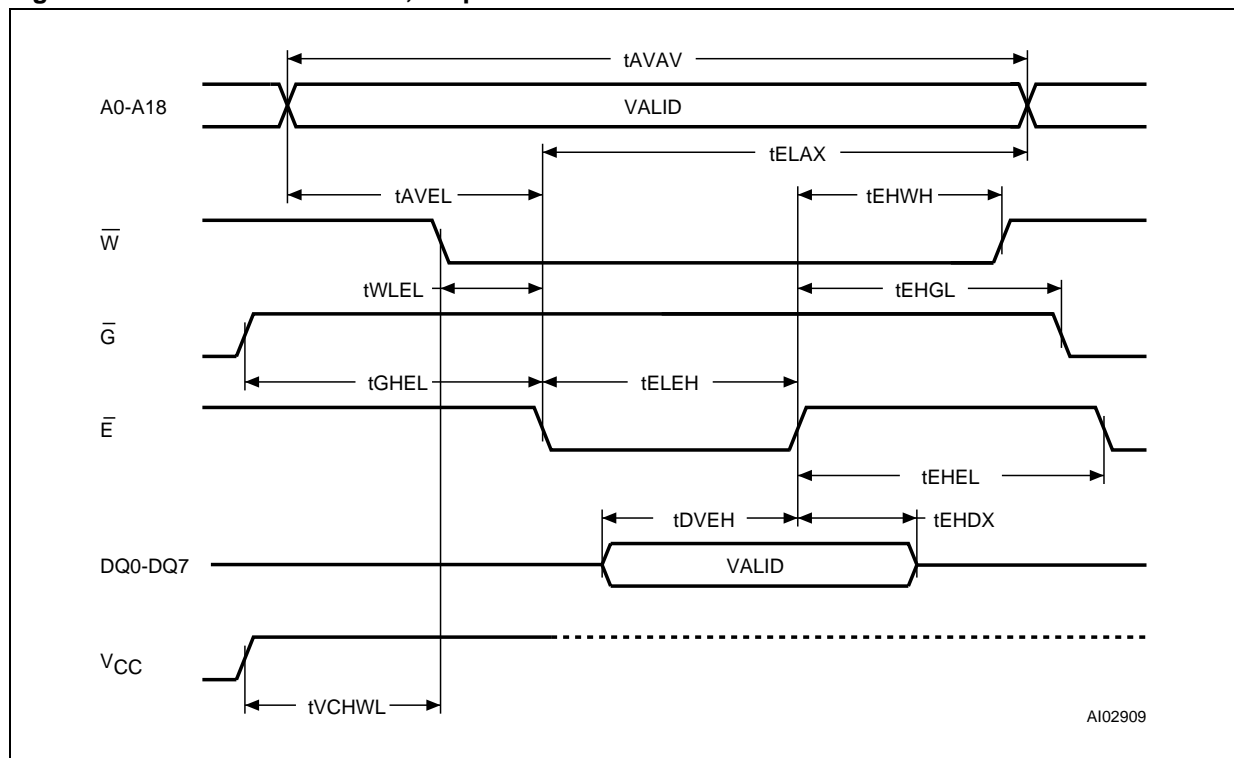 tAVAV
A0-A18
VALID
tELAX
tAVEL
tEHWH
W̅
tWLEL
tEHGL
G̅
tGHEL
tELEH
E̅
tEHEL
tDVEH
tEHDX
DQ0-DQ7
VALID
VCC
tVCHWL
AI02909